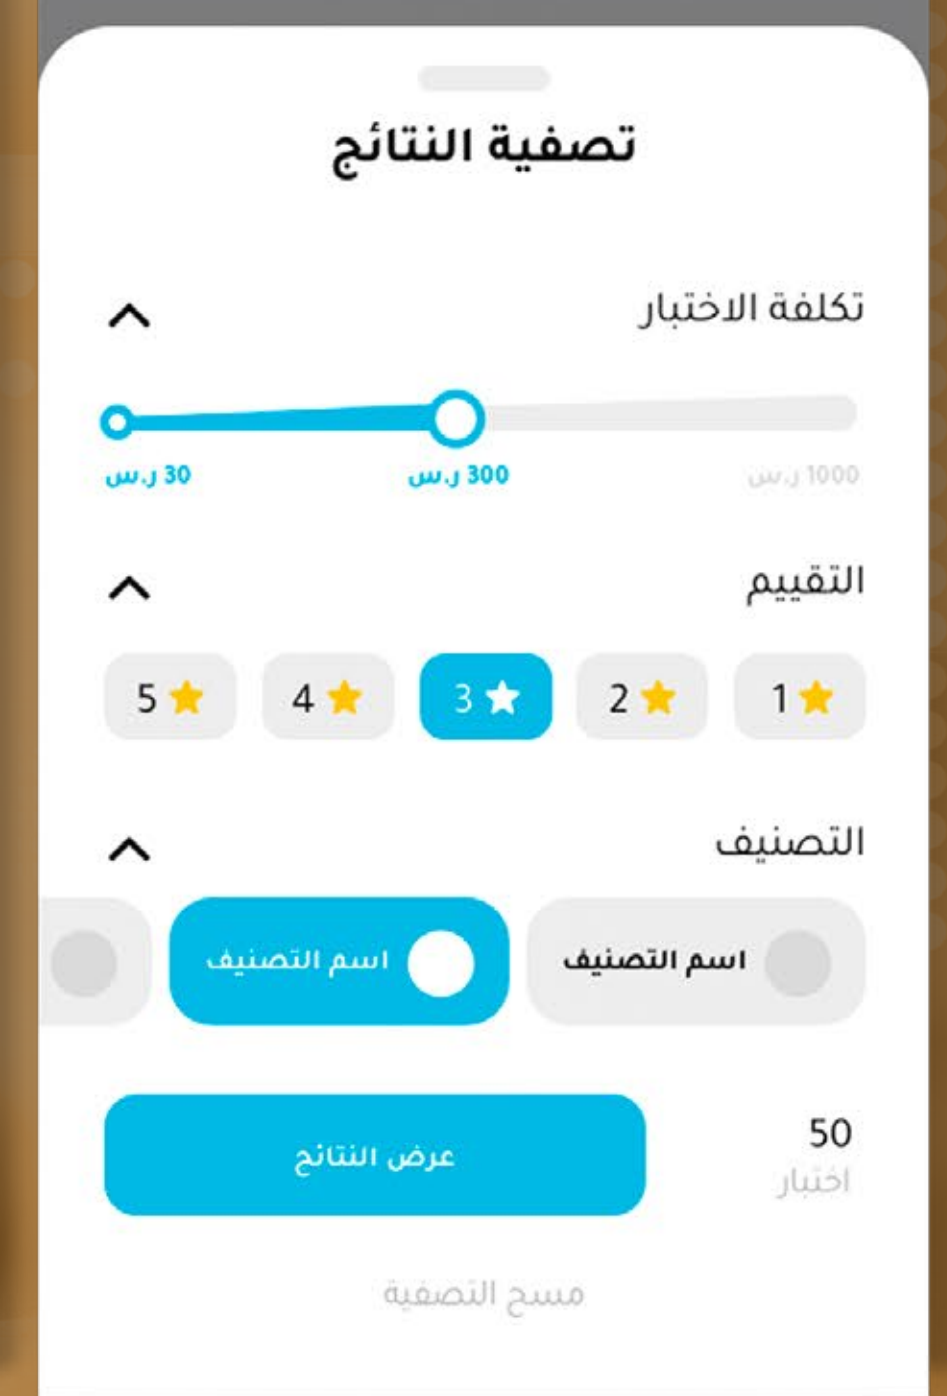 تصفية النتائج
تكلفة الاختبار
1000 ر.س
300 ر.س
30 ر.س
التقييم
1
2
3
4
5
التصنيف
اسم التصنيف
اسم التصنيف
50
اختبار
عرض النتائج
مسح التصفية